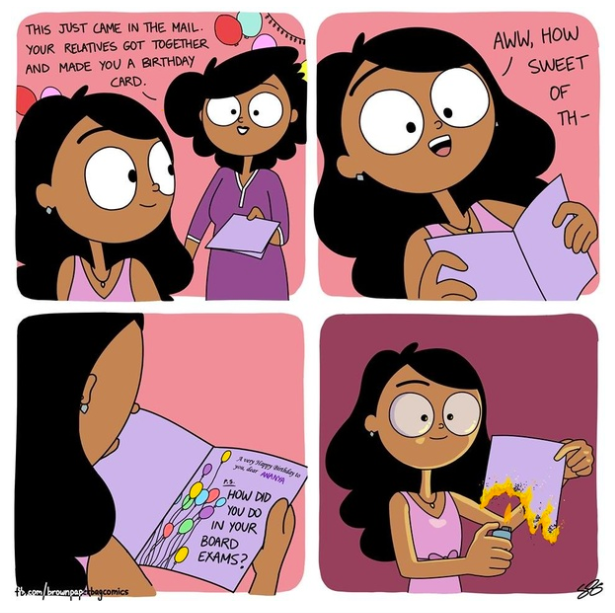 THIS JUST CAME IN THE MAIL.
YOUR RELATIVES GOT TOGETHER
AND MADE YOU A BIRTHDAY
CARD.
AWW, HOW
SWEET
OF
TH-
A very Happy Birthday to
you, dear ANANYA
P.S.
HOW DID
YOU DO
IN YOUR
BOARD
EXAMS?
fb.com/brownpaperbagcomics